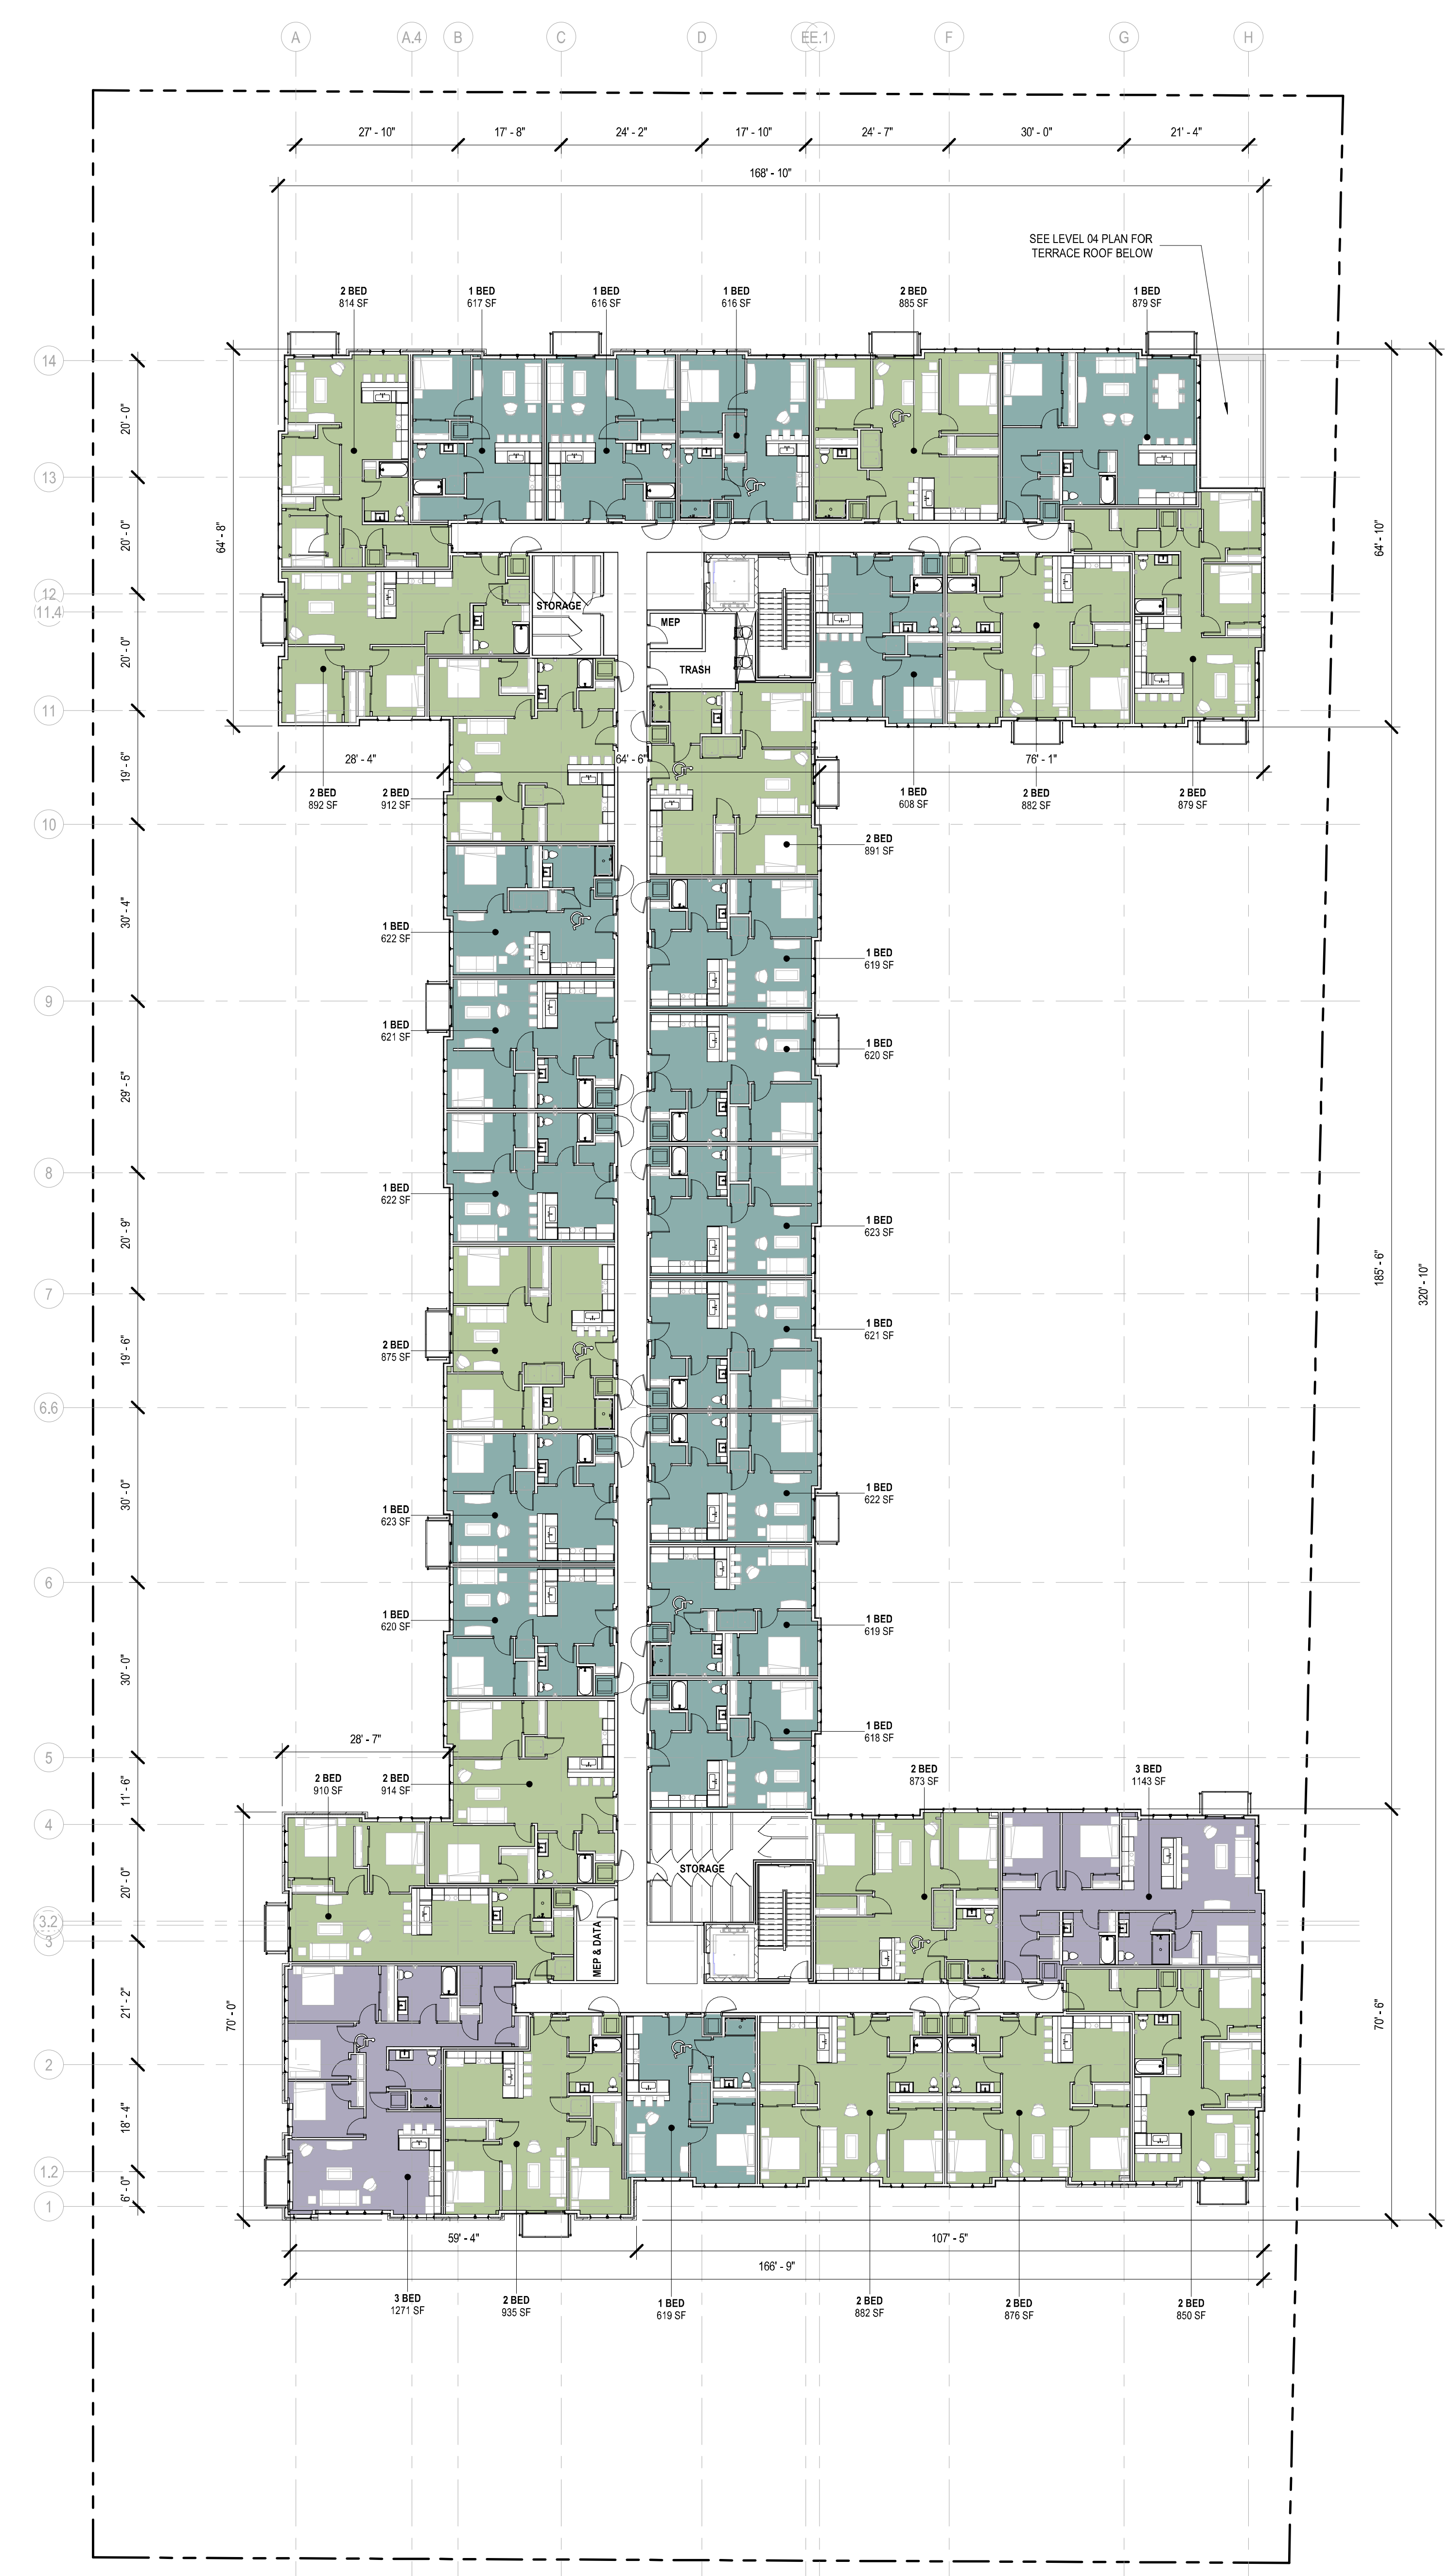 A
A.4
B
C
D
E
E.1
F
G
H
27' - 10"
17' - 8"
24' - 2"
17' - 10"
24' - 7"
30' - 0"
21' - 4"
168' - 10"
SEE LEVEL 04 PLAN FOR
TERRACE ROOF BELOW
2 BED
814 SF
1 BED
617 SF
1 BED
616 SF
1 BED
616 SF
2 BED
885 SF
1 BED
879 SF
14
13
12
11.4
11
10
9
8
7
6.6
6
5
4
3.2
3
2
1.2
1
20' - 0"
20' - 0"
20' - 0"
19' - 6"
30' - 4"
29' - 5"
20' - 9"
19' - 6"
30' - 0"
30' - 0"
11' - 6"
20' - 0"
21' - 2"
18' - 4"
6' - 0"
64' - 8"
64' - 10"
STORAGE
MEP
TRASH
28' - 4"
64' - 6"
76' - 1"
2 BED
892 SF
2 BED
912 SF
1 BED
608 SF
2 BED
882 SF
2 BED
879 SF
2 BED
891 SF
1 BED
622 SF
1 BED
619 SF
1 BED
621 SF
1 BED
620 SF
1 BED
622 SF
1 BED
623 SF
185' - 6"
320' - 10"
2 BED
875 SF
1 BED
621 SF
1 BED
623 SF
1 BED
622 SF
1 BED
620 SF
1 BED
619 SF
1 BED
618 SF
28' - 7"
2 BED
910 SF
2 BED
914 SF
2 BED
873 SF
3 BED
1143 SF
STORAGE
MEP & DATA
70' - 0"
70' - 6"
59' - 4"
107' - 5"
166' - 9"
3 BED
1271 SF
2 BED
935 SF
1 BED
619 SF
2 BED
882 SF
2 BED
876 SF
2 BED
850 SF